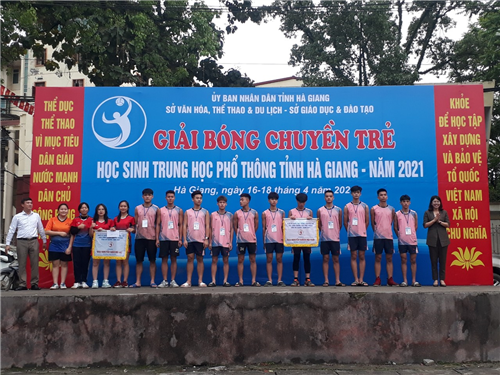 THỂ DỤC
THỂ THAO
VÌ MỤC TIÊU
DÂN GIÀU
NƯỚC MẠNH
DÂN CHỦ
ỦY BAN NHÂN DÂN TỈNH HÀ GIANG
SỞ VĂN HÓA, THỂ THAO & DU LỊCH - SỞ GIÁO DỤC & ĐÀO TẠO
GIẢI BÓNG CHUYỀN TRẺ
HỌC SINH TRUNG HỌC PHỔ THÔNG TỈNH HÀ GIANG - NĂM 2021
Hà Giang, ngày 16-18 tháng 4 năm 202
KHỎE
ĐỂ HỌC TẬP
XÂY DỰNG
VÀ BẢO VỆ
TỔ QUỐC
VIỆT NAM
XÃ HỘI
CHỦ NGHĨA